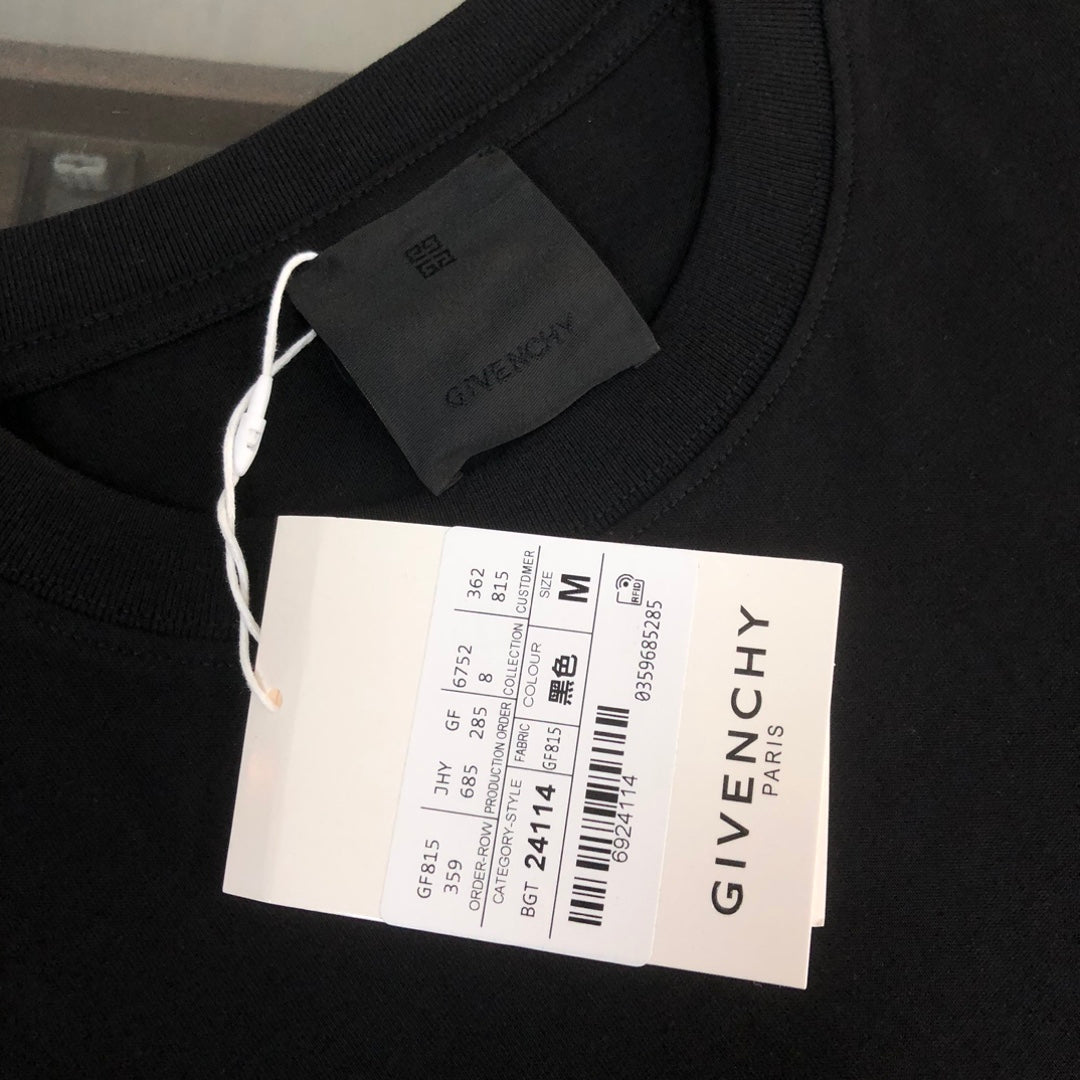 GIVENCHY
GF815 JHY GF 6752 362
359 685 285 8 815
ORDER-ROW PRODUCTION ORDER COLLECTION CUSTDMER
CATEGORY-STYLE FABRIC COLOUR SIZE
BGT 24114 GF815 黑色 M
6924114
0359685285
RFID
GIVENCHY
PARIS